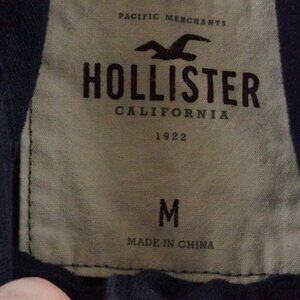 PACIFIC MERCHANTS
HOLLISTER
CALIFORNIA
1922
M
MADE IN CHINA